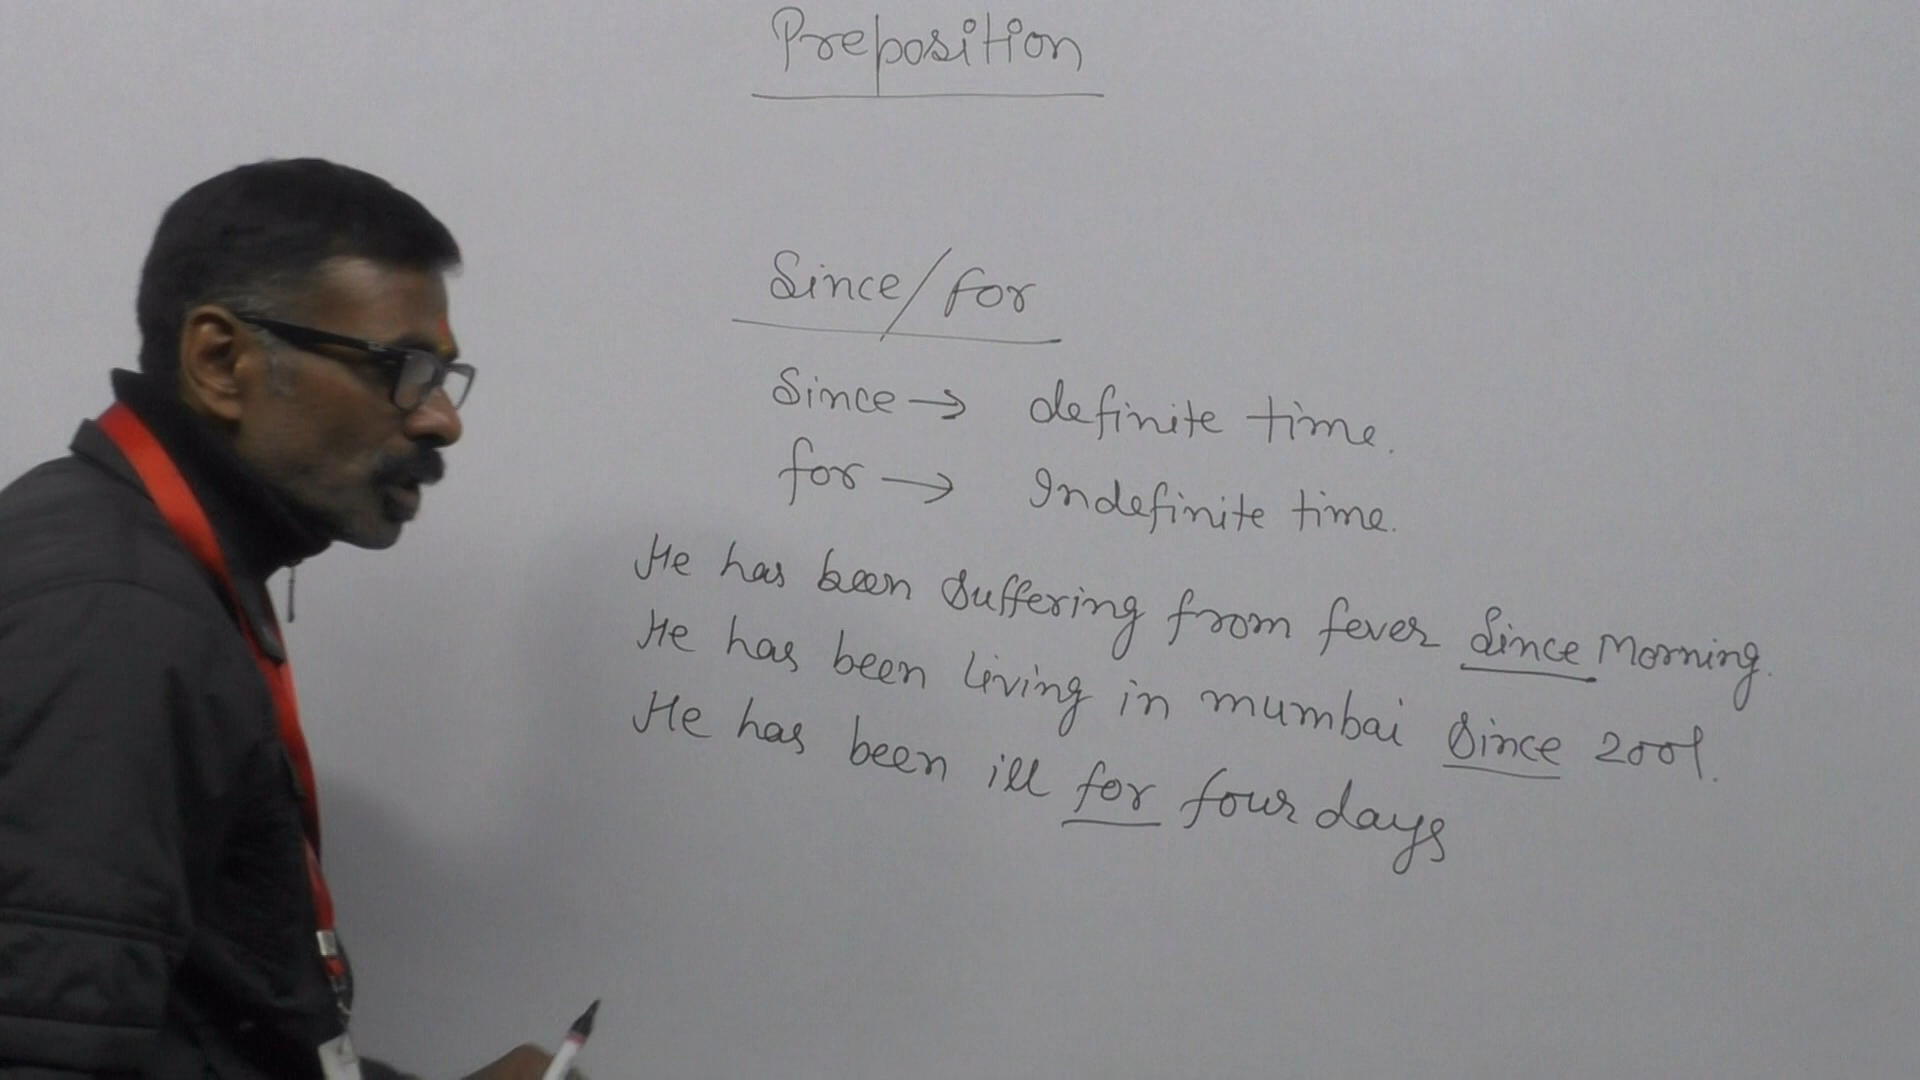 Preposition
Since/for
Since → definite time.
for → Indefinite time.
He has been suffering from fever Since Morning.
He has been living in mumbai Since 2001.
He has been ill for four days